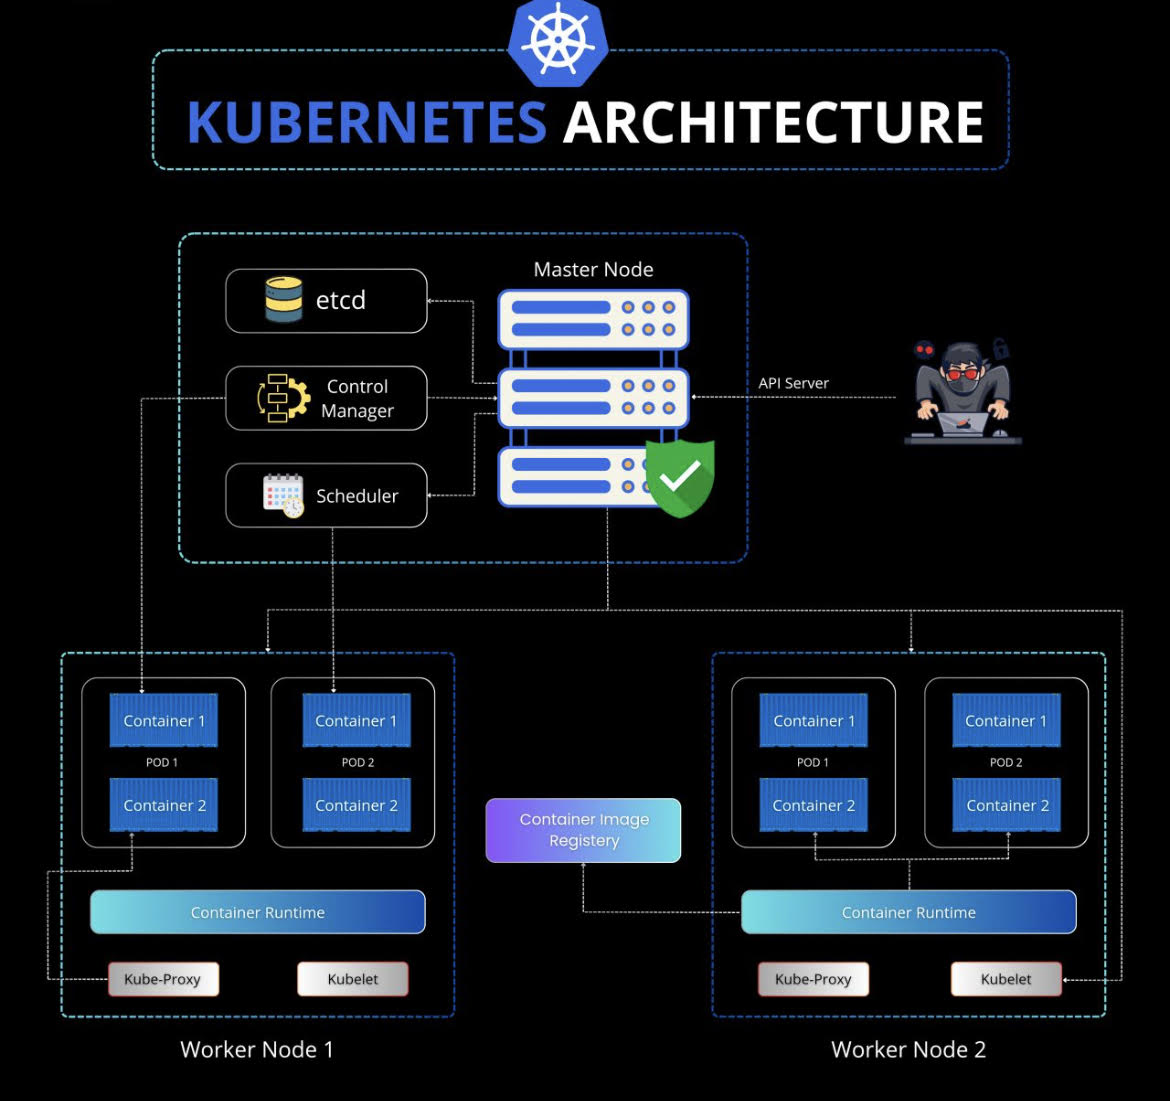 KUBERNETES ARCHITECTURE
Master Node
etcd
Control
Manager
Scheduler
API Server
Container 1
POD 1
Container 2
Container 1
POD 2
Container 2
Container Runtime
Kube-Proxy
Kubelet
Worker Node 1
Container Image
Registery
Container 1
POD 1
Container 2
Container 1
POD 2
Container 2
Container Runtime
Kube-Proxy
Kubelet
Worker Node 2